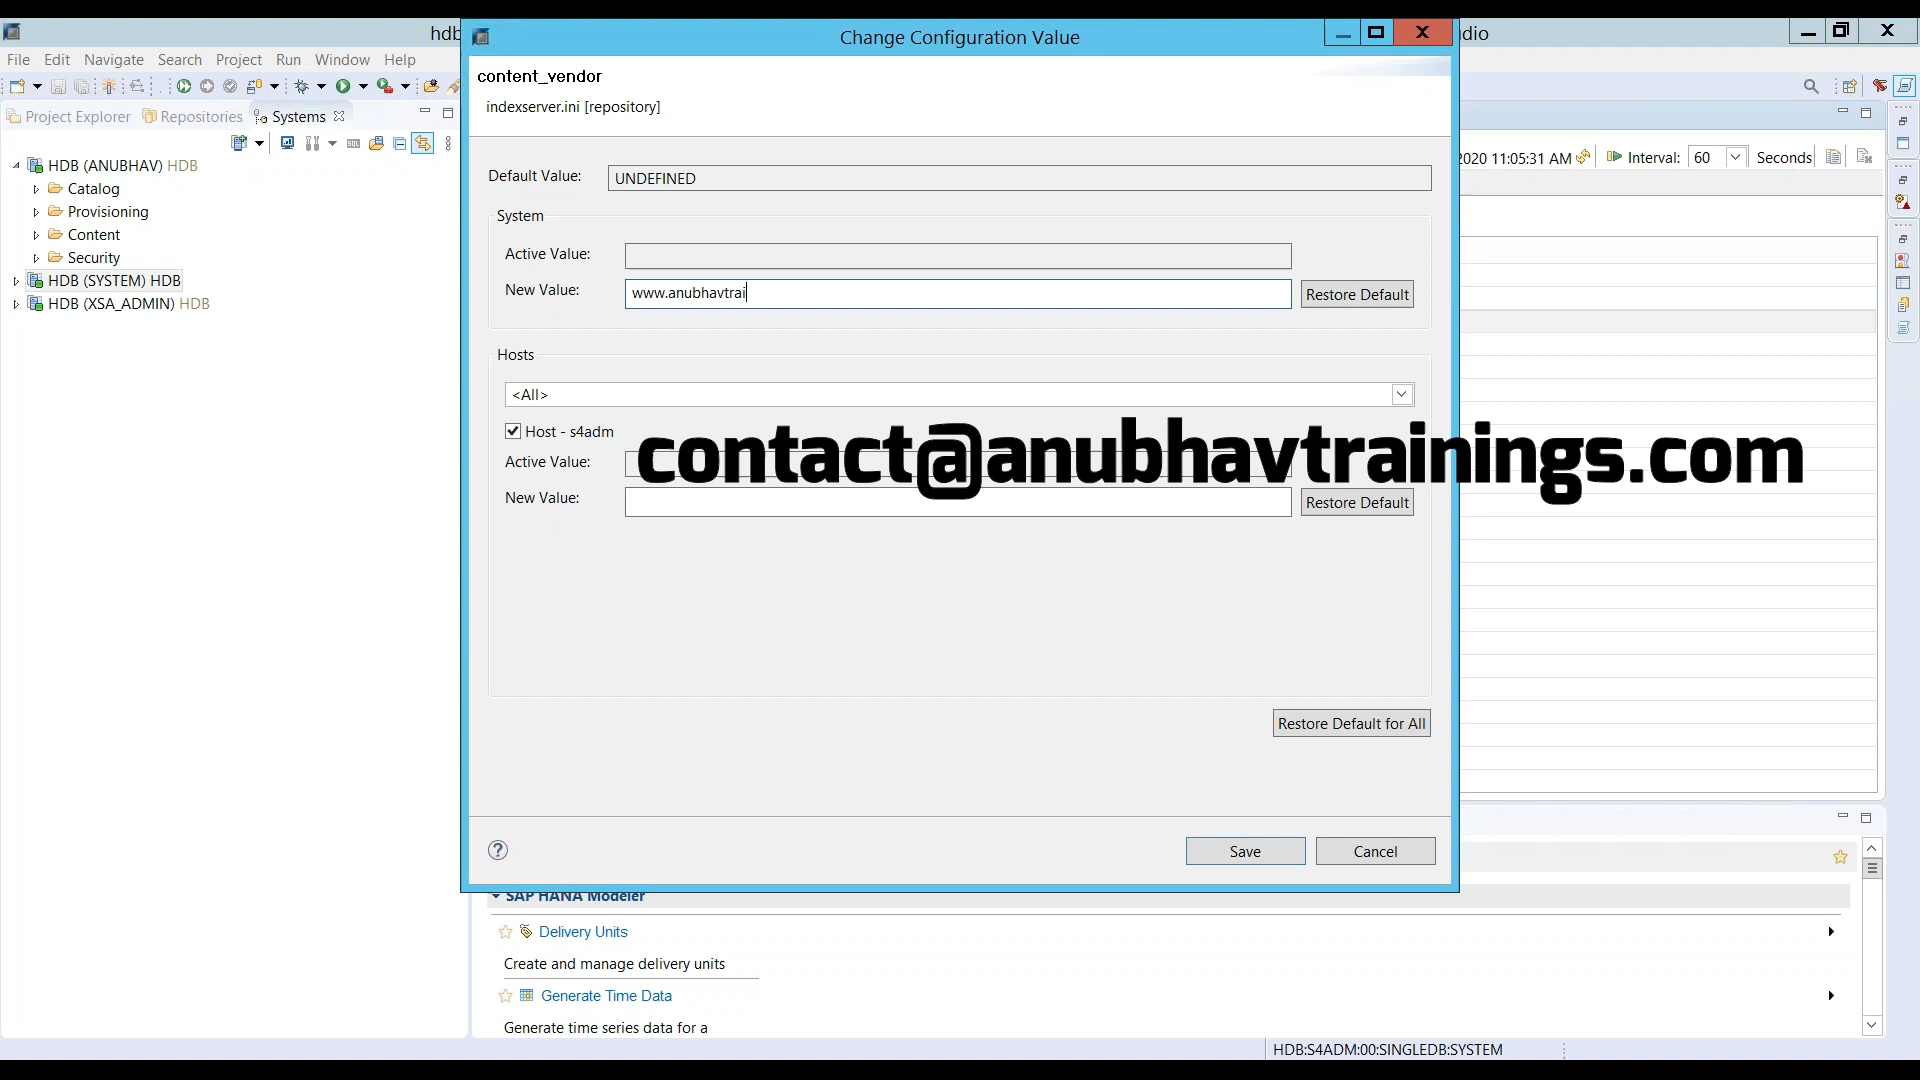 hdb
dio
File Edit Navigate Search Project Run Window Help
Project Explorer Repositories Systems
HDB (ANUBHAV) HDB
Catalog
Provisioning
Content
Security
HDB (SYSTEM) HDB
HDB (XSA_ADMIN) HDB
Change Configuration Value
content_vendor
indexserver.ini [repository]
Default Value: UNDEFINED
System
Active Value:
New Value: www.anubhavtrai Restore Default
Hosts
<All>
Host - s4adm
Active Value:
New Value: Restore Default
contact@anubhavtrainings.com
Restore Default for All
Save Cancel
2020 11:05:31 AM Interval: 60 Seconds
SAP HANA Modeler
Delivery Units
Create and manage delivery units
Generate Time Data
Generate time series data for a
HDB:S4ADM:00:SINGLEDB:SYSTEM